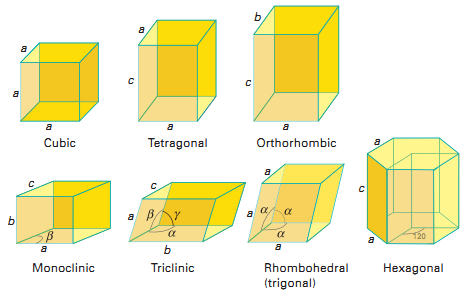 a
a
a
Cubic
a
c
a
Tetragonal
b
c
a
Orthorhombic
c
b
β
a
Monoclinic
c
a
β
γ
α
b
Triclinic
a
a
α
α
a
Rhombohedral
(trigonal)
a
c
a
120
Hexagonal